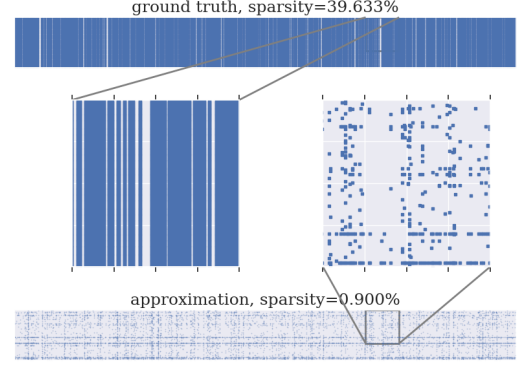 ground truth, sparsity=39.633%
approximation, sparsity=0.900%